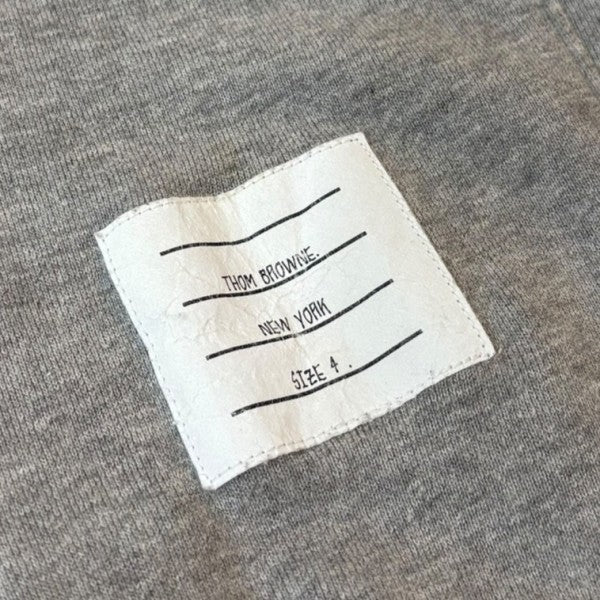 THOM BROWNE.
NEW YORK
SIZE 4 .